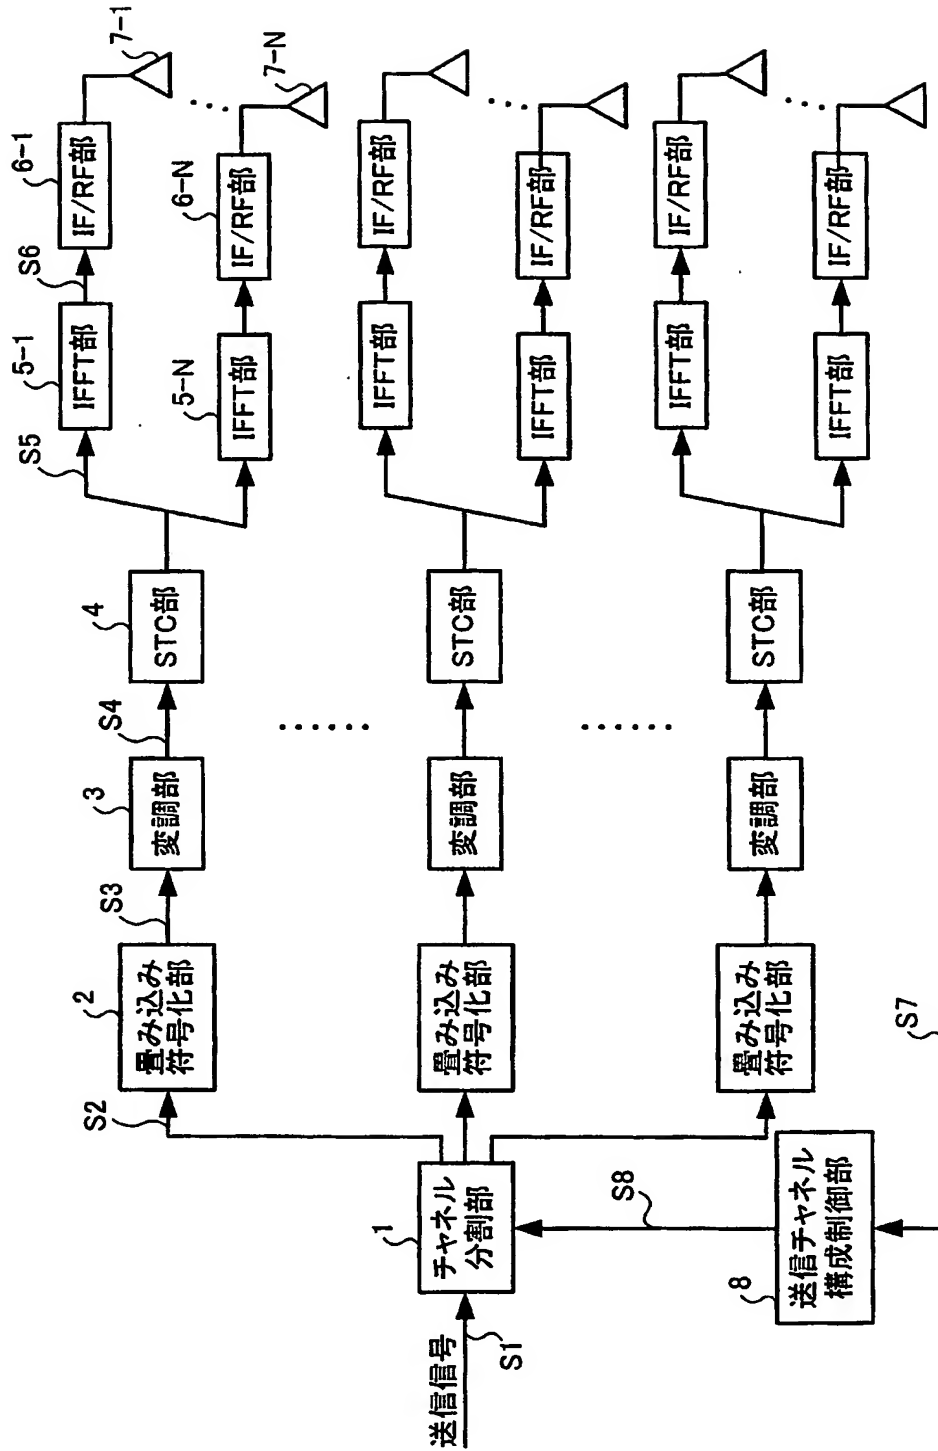 送信信号
S1
1
チャネル
分割部
S8
8
送信チャネル
構成制御部
S7
S2
2
畳み込み
符号化部
S3
3
変調部
S4
4
STC部
S5
5-1
IFFT部
S6
6-1
IF/RF部
7-1
5-N
IFFT部
6-N
IF/RF部
7-N
畳み込み
符号化部
変調部
STC部
IFFT部
IF/RF部
IFFT部
IF/RF部
畳み込み
符号化部
変調部
STC部
IFFT部
IF/RF部
IFFT部
IF/RF部